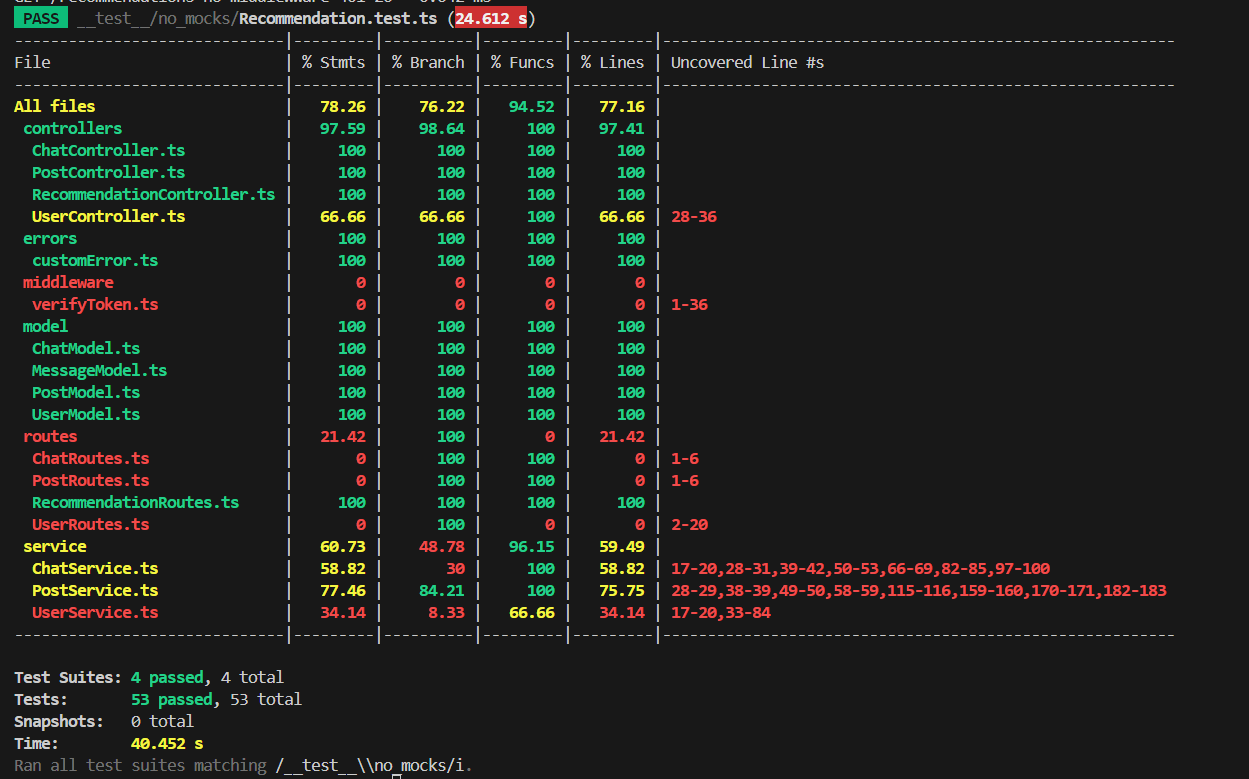 PASS __test__/no_mocks/Recommendation.test.ts (24.612 s)
----------------------------|---------|----------|---------|---------|-----------------------------------------------------
File                        | % Stmts | % Branch | % Funcs | % Lines | Uncovered Line #s
----------------------------|---------|----------|---------|---------|-----------------------------------------------------
All files                   |   78.26 |    76.22 |   94.52 |   77.16 |
 controllers                |   97.59 |    98.64 |     100 |   97.41 |
  ChatController.ts         |     100 |      100 |     100 |     100 |
  PostController.ts         |     100 |      100 |     100 |     100 |
  RecommendationController.ts |     100 |      100 |     100 |     100 |
  UserController.ts         |   66.66 |    66.66 |     100 |   66.66 | 28-36
 errors                     |     100 |      100 |     100 |     100 |
  customError.ts            |     100 |      100 |     100 |     100 |
 middleware                 |       0 |        0 |       0 |       0 |
  verifyToken.ts            |       0 |        0 |       0 |       0 | 1-36
 model                      |     100 |      100 |     100 |     100 |
  ChatModel.ts              |     100 |      100 |     100 |     100 |
  MessageModel.ts           |     100 |      100 |     100 |     100 |
  PostModel.ts              |     100 |      100 |     100 |     100 |
  UserModel.ts              |     100 |      100 |     100 |     100 |
 routes                     |   21.42 |      100 |       0 |   21.42 |
  ChatRoutes.ts             |       0 |      100 |     100 |       0 | 1-6
  PostRoutes.ts             |       0 |      100 |     100 |       0 | 1-6
  RecommendationRoutes.ts   |     100 |      100 |     100 |     100 |
  UserRoutes.ts             |       0 |      100 |       0 |       0 | 2-20
 service                    |   60.73 |    48.78 |   96.15 |   59.49 |
  ChatService.ts            |   58.82 |       30 |     100 |   58.82 | 17-20,28-31,39-42,50-53,66-69,82-85,97-100
  PostService.ts            |   77.46 |    84.21 |     100 |   75.75 | 28-29,38-39,49-50,58-59,115-116,159-160,170-171,182-183
  UserService.ts            |   34.14 |     8.33 |   66.66 |   34.14 | 17-20,33-84
----------------------------|---------|----------|---------|---------|-----------------------------------------------------
Test Suites: 4 passed, 4 total
Tests:       53 passed, 53 total
Snapshots:   0 total
Time:        40.452 s
Ran all test suites matching /__test__\\no_mocks/i.